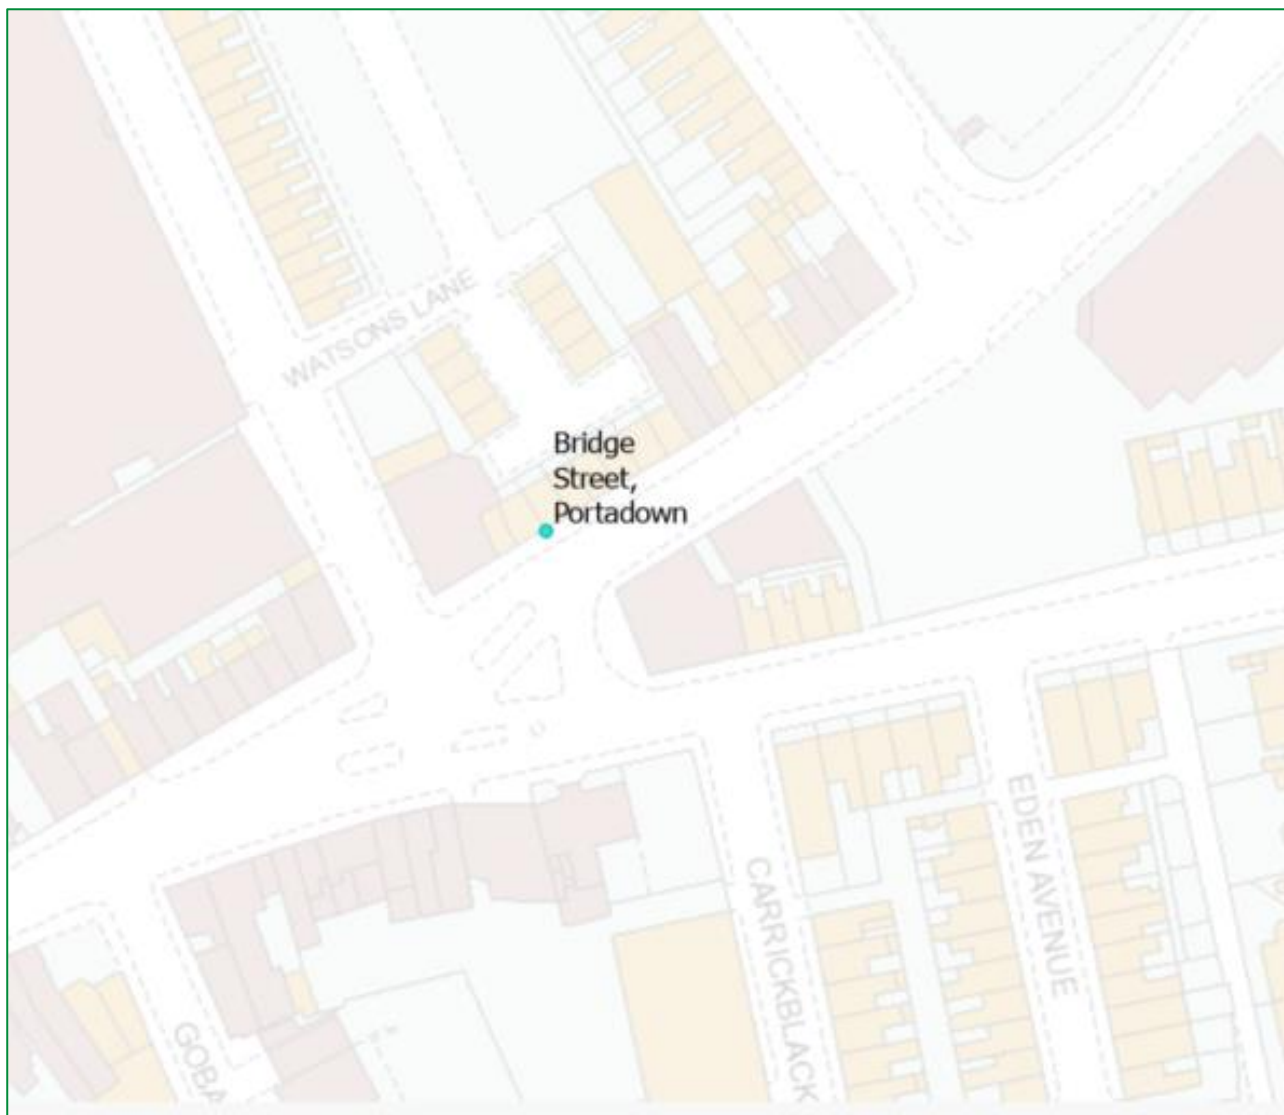 WATSONS LANE
Bridge
Street,
Portadown
EDEN AVENUE
CARRICKBLACK
GOBA